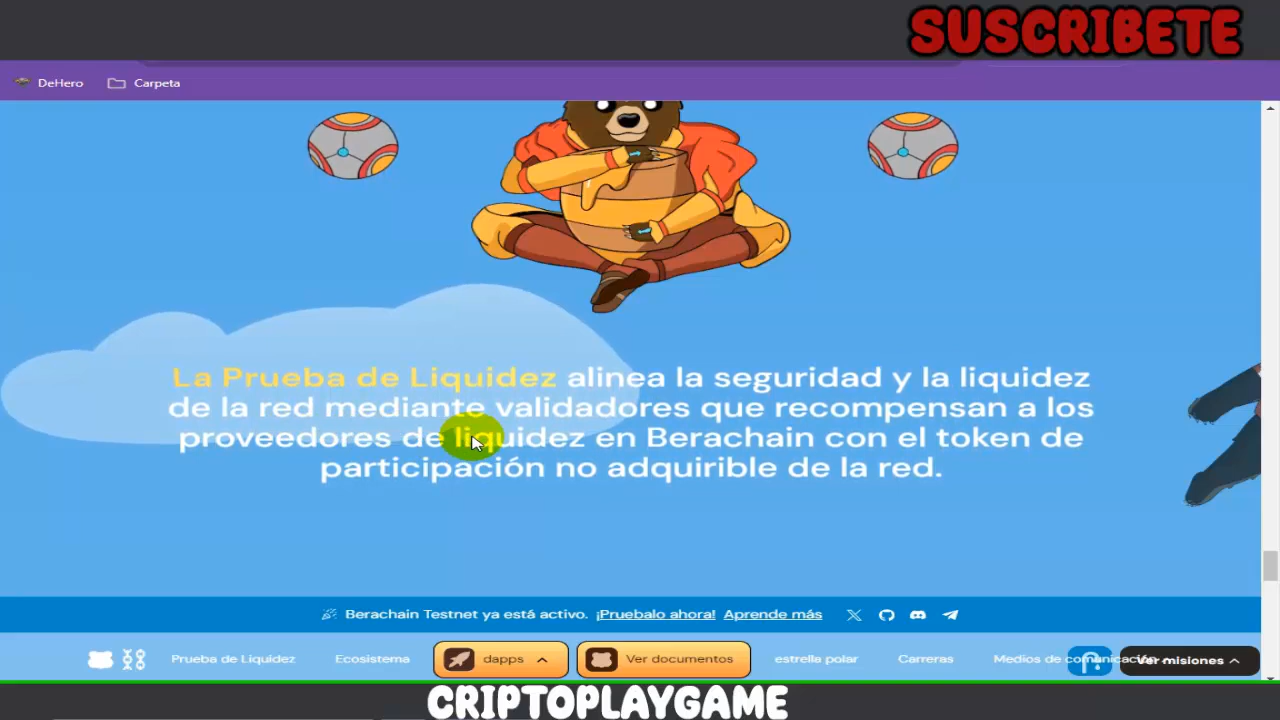 SUSCRIBETE
DeHero Carpeta
La Prueba de Liquidez alinea la seguridad y la liquidez
de la red mediante validadores que recompensan a los
proveedores de liquidez en Berachain con el token de
participación no adquirible de la red.
Berachain Testnet ya está activo. ¡Pruebalo ahora! Aprende más
Prueba de Liquidez Ecosistema dapps Ver documentos estrella polar Carreras Medios de comunicación Ver misiones
CRIPTOPLAYGAME